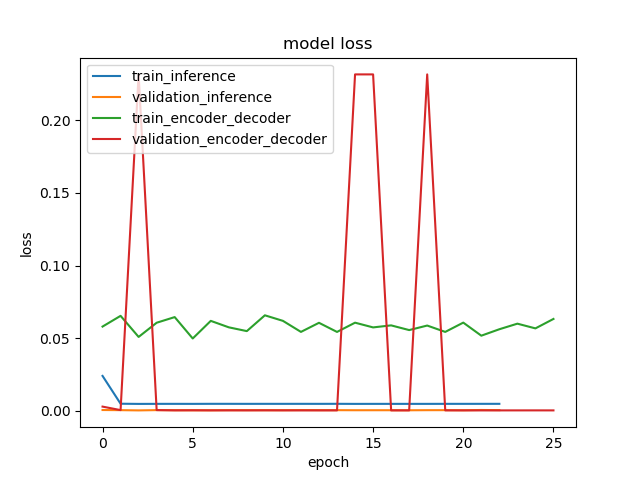 model loss
train_inference
validation_inference
train_encoder_decoder
validation_encoder_decoder
loss
0.20
0.15
0.10
0.05
0.00
0 5 10 15 20 25
epoch